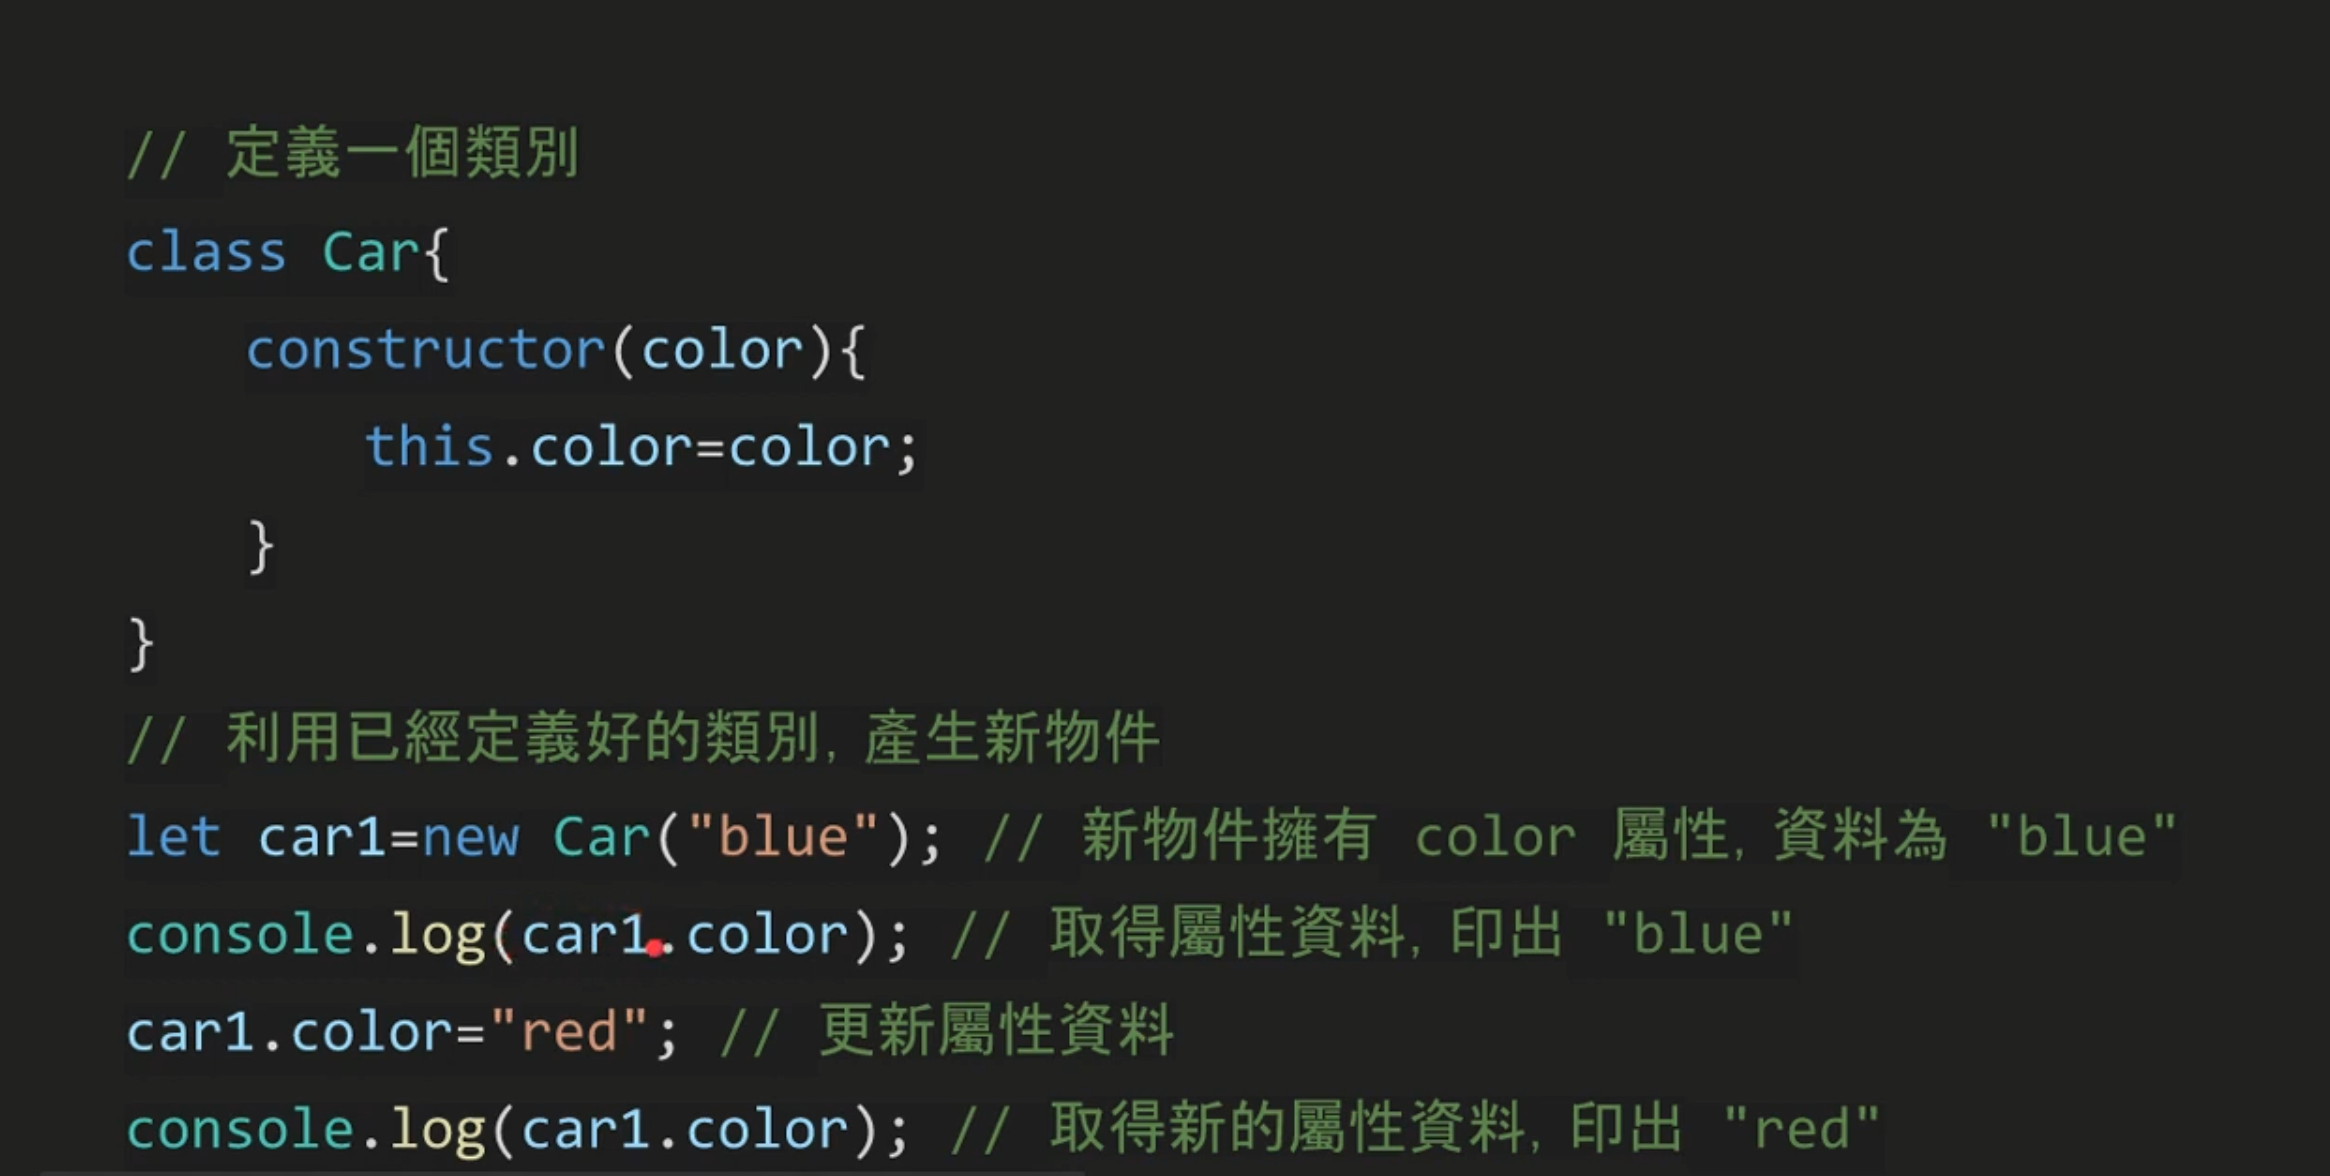 // 定義一個類別
class Car{
    constructor(color){
        this.color=color;
    }
}
// 利用已經定義好的類別, 產生新物件
let car1=new Car("blue"); // 新物件擁有 color 屬性, 資料為 "blue"
console.log(car1.color); // 取得屬性資料, 印出 "blue"
car1.color="red"; // 更新屬性資料
console.log(car1.color); // 取得新的屬性資料, 印出 "red"